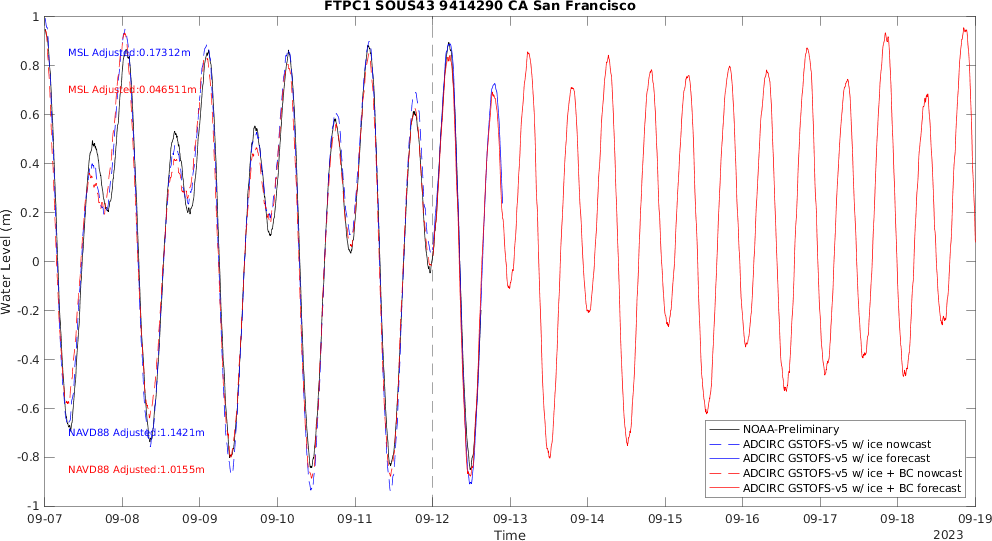 FTPC1 SOUS43 9414290 CA San Francisco
MSL Adjusted:0.17312m
MSL Adjusted:0.046511m
NAVD88 Adjusted:1.1421m
NAVD88 Adjusted:1.0155m
Water Level (m)
1
0.8
0.6
0.4
0.2
0
-0.2
-0.4
-0.6
-0.8
-1
NOAA-Preliminary
ADCIRC GSTOFS-v5 w/ ice nowcast
ADCIRC GSTOFS-v5 w/ ice forecast
ADCIRC GSTOFS-v5 w/ ice + BC nowcast
ADCIRC GSTOFS-v5 w/ ice + BC forecast
09-07 09-08 09-09 09-10 09-11 09-12 09-13 09-14 09-15 09-16 09-17 09-18 09-19
Time
2023